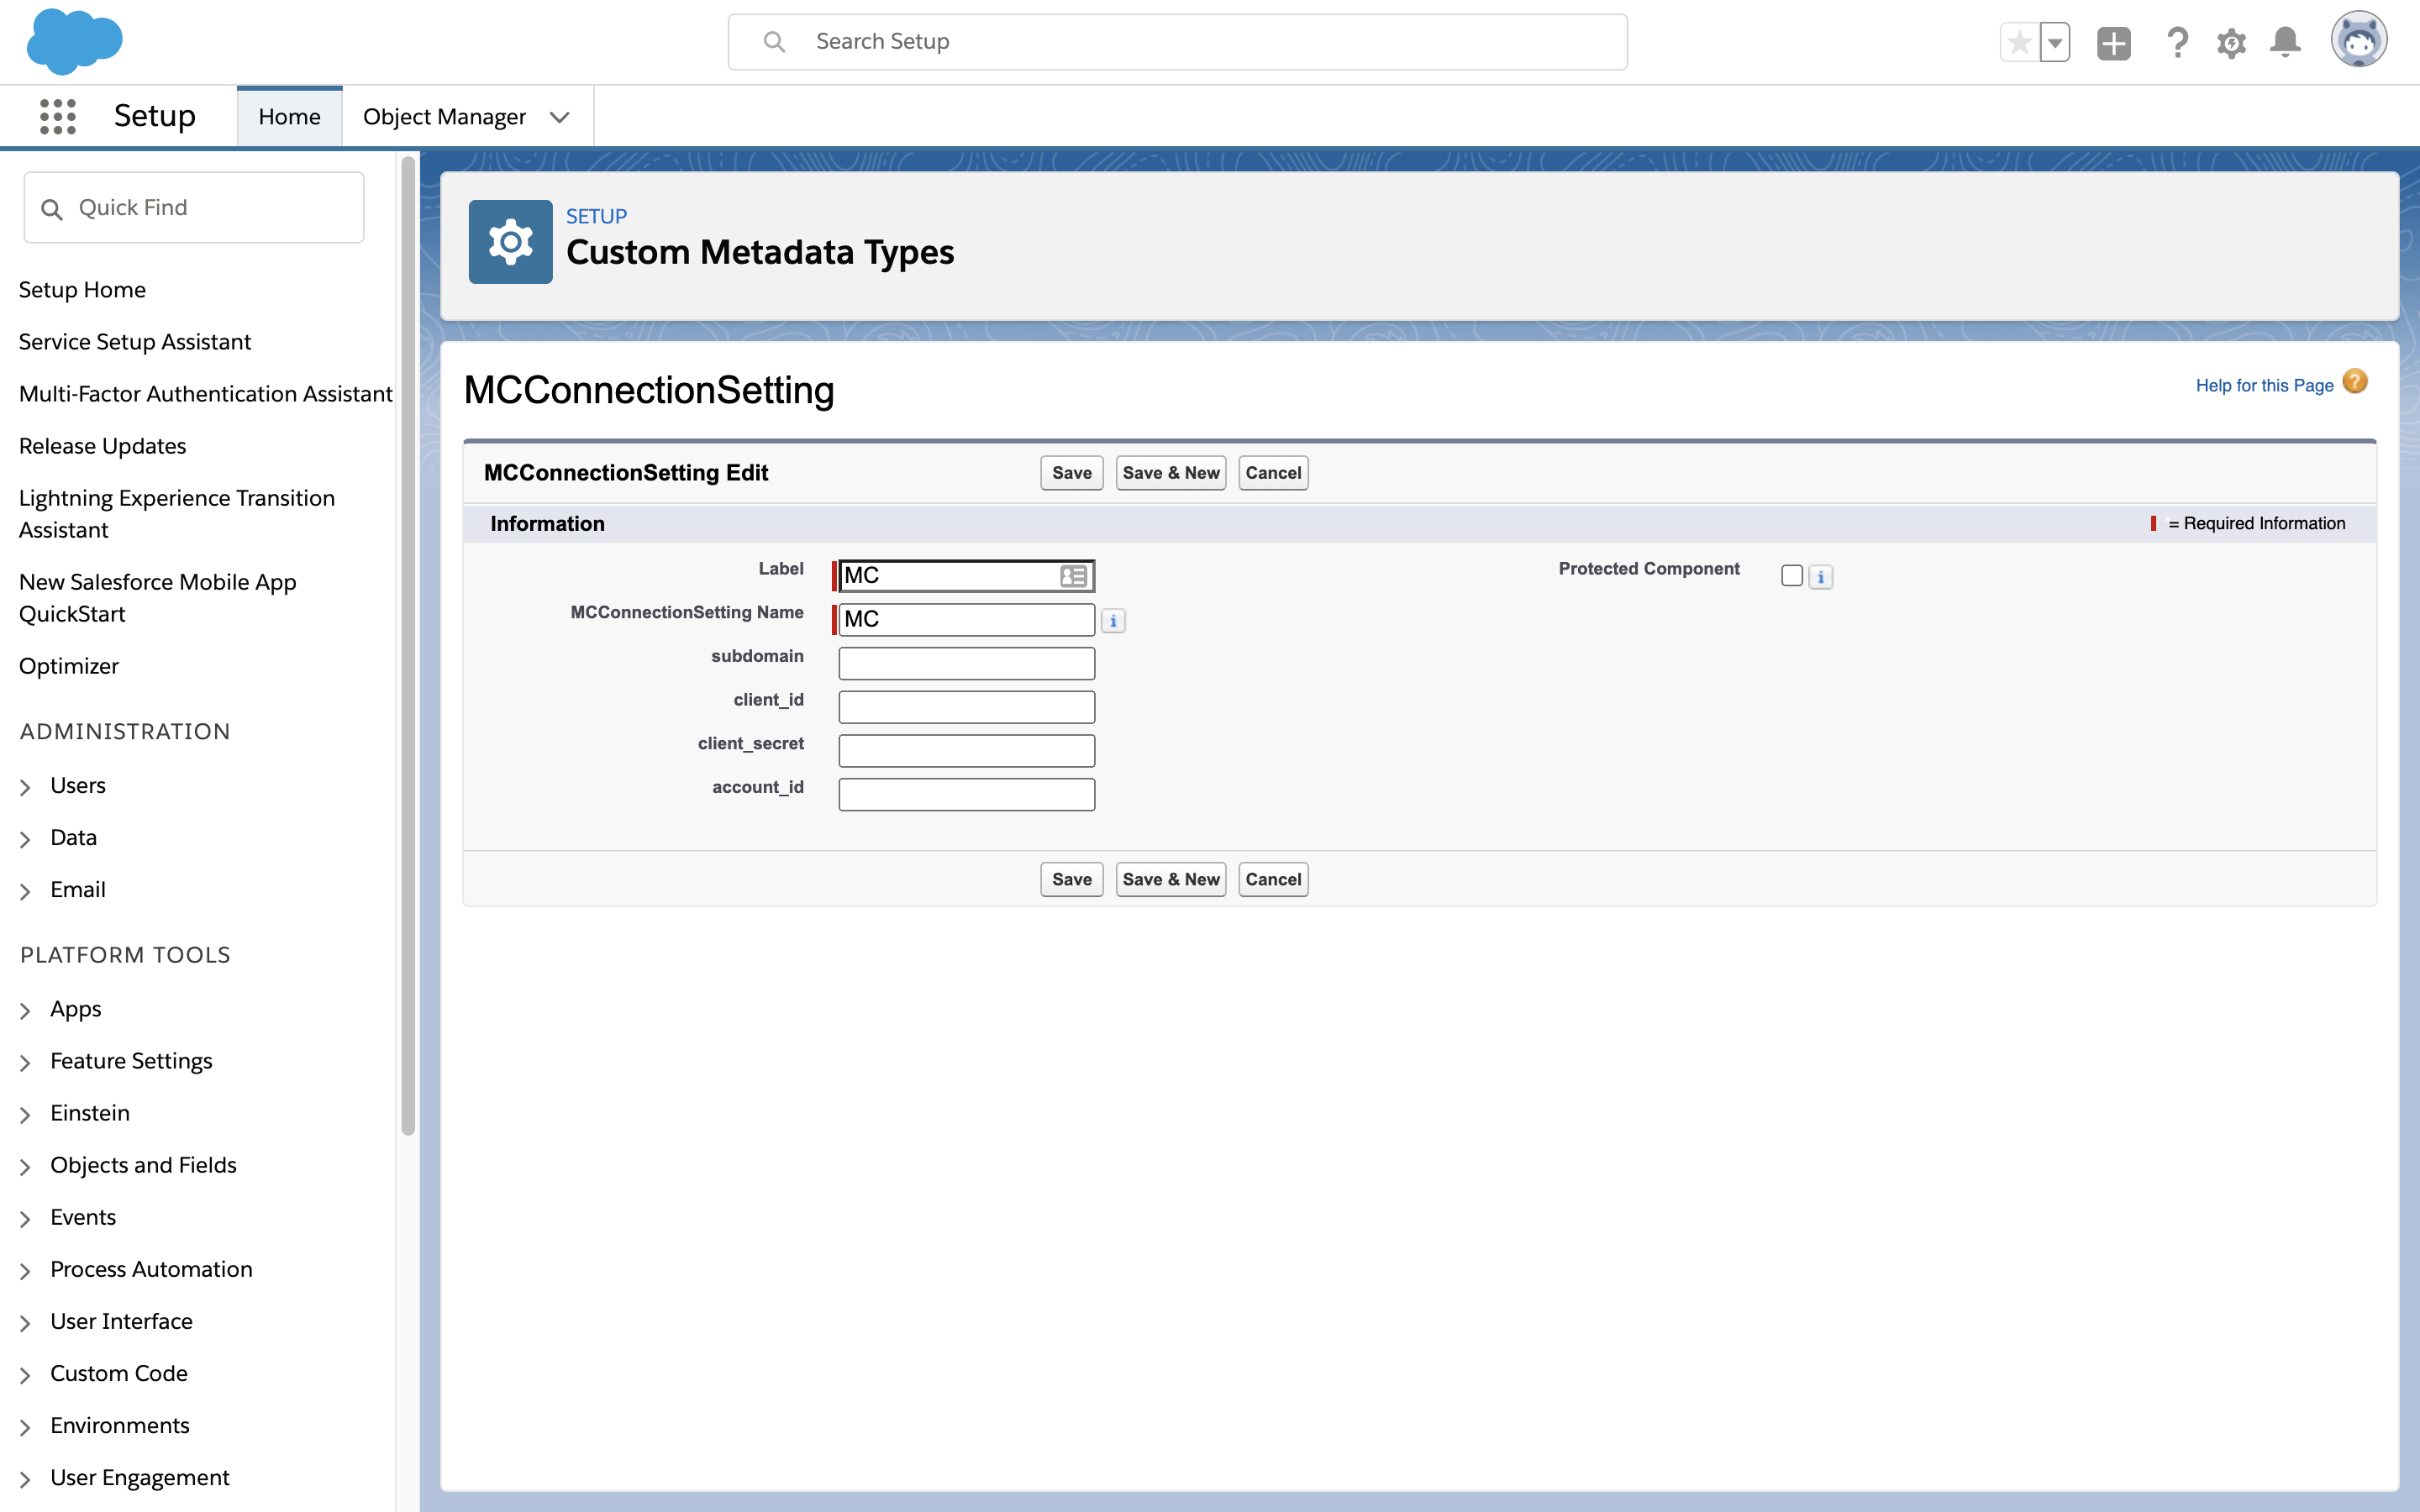 Search Setup
Setup
Home
Object Manager
Quick Find
Setup Home
Service Setup Assistant
Multi-Factor Authentication Assistant
Release Updates
Lightning Experience Transition
Assistant
New Salesforce Mobile App
QuickStart
Optimizer
ADMINISTRATION
Users
Data
Email
PLATFORM TOOLS
Apps
Feature Settings
Einstein
Objects and Fields
Events
Process Automation
User Interface
Custom Code
Environments
User Engagement
SETUP
Custom Metadata Types
MCConnectionSetting
Help for this Page ?
MCConnectionSetting Edit
Save
Save & New
Cancel
Information
= Required Information
Label
MC
Protected Component
i
MCConnectionSetting Name
MC
i
subdomain
client_id
client_secret
account_id
Save
Save & New
Cancel